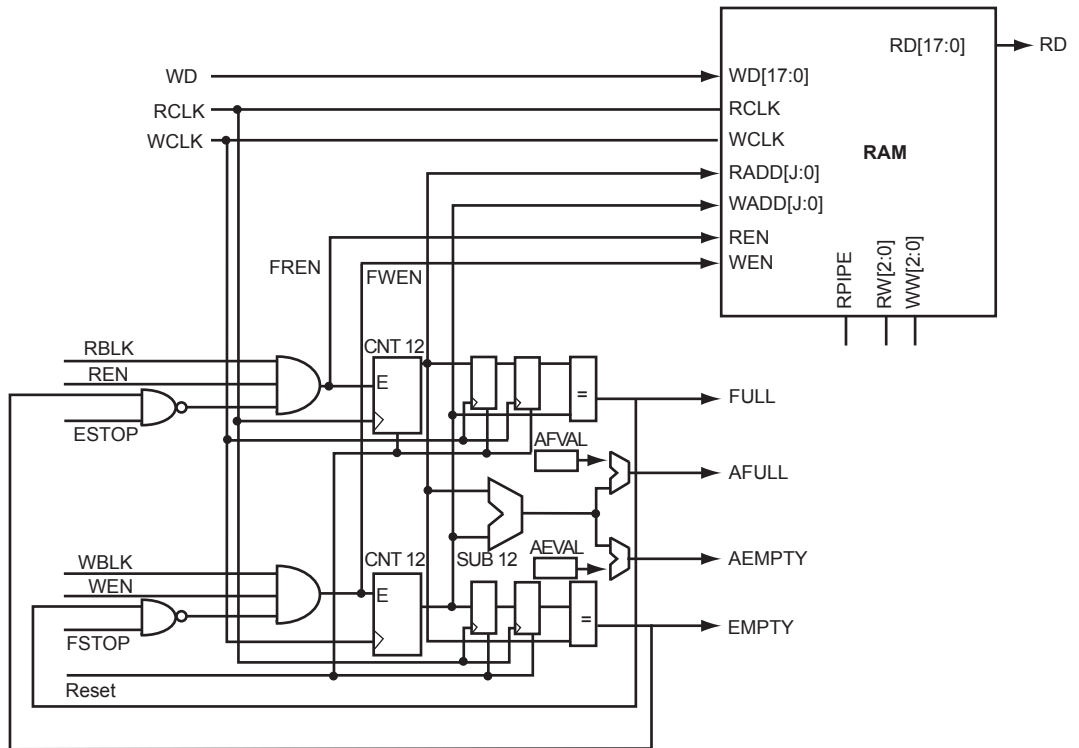 RD[17:0]
RD
WD
WD[17:0]
RCLK
RCLK
WCLK
WCLK
RAM
RADD[J:0]
WADD[J:0]
REN
FREN
FWEN
WEN
RPIPE
RW[2:0]
WW[2:0]
RBLK
CNT 12
REN
E
=
FULL
ESTOP
AFVAL
AFULL
WBLK
CNT 12
SUB 12
AEVAL
AEMPTY
WEN
E
=
EMPTY
FSTOP
Reset